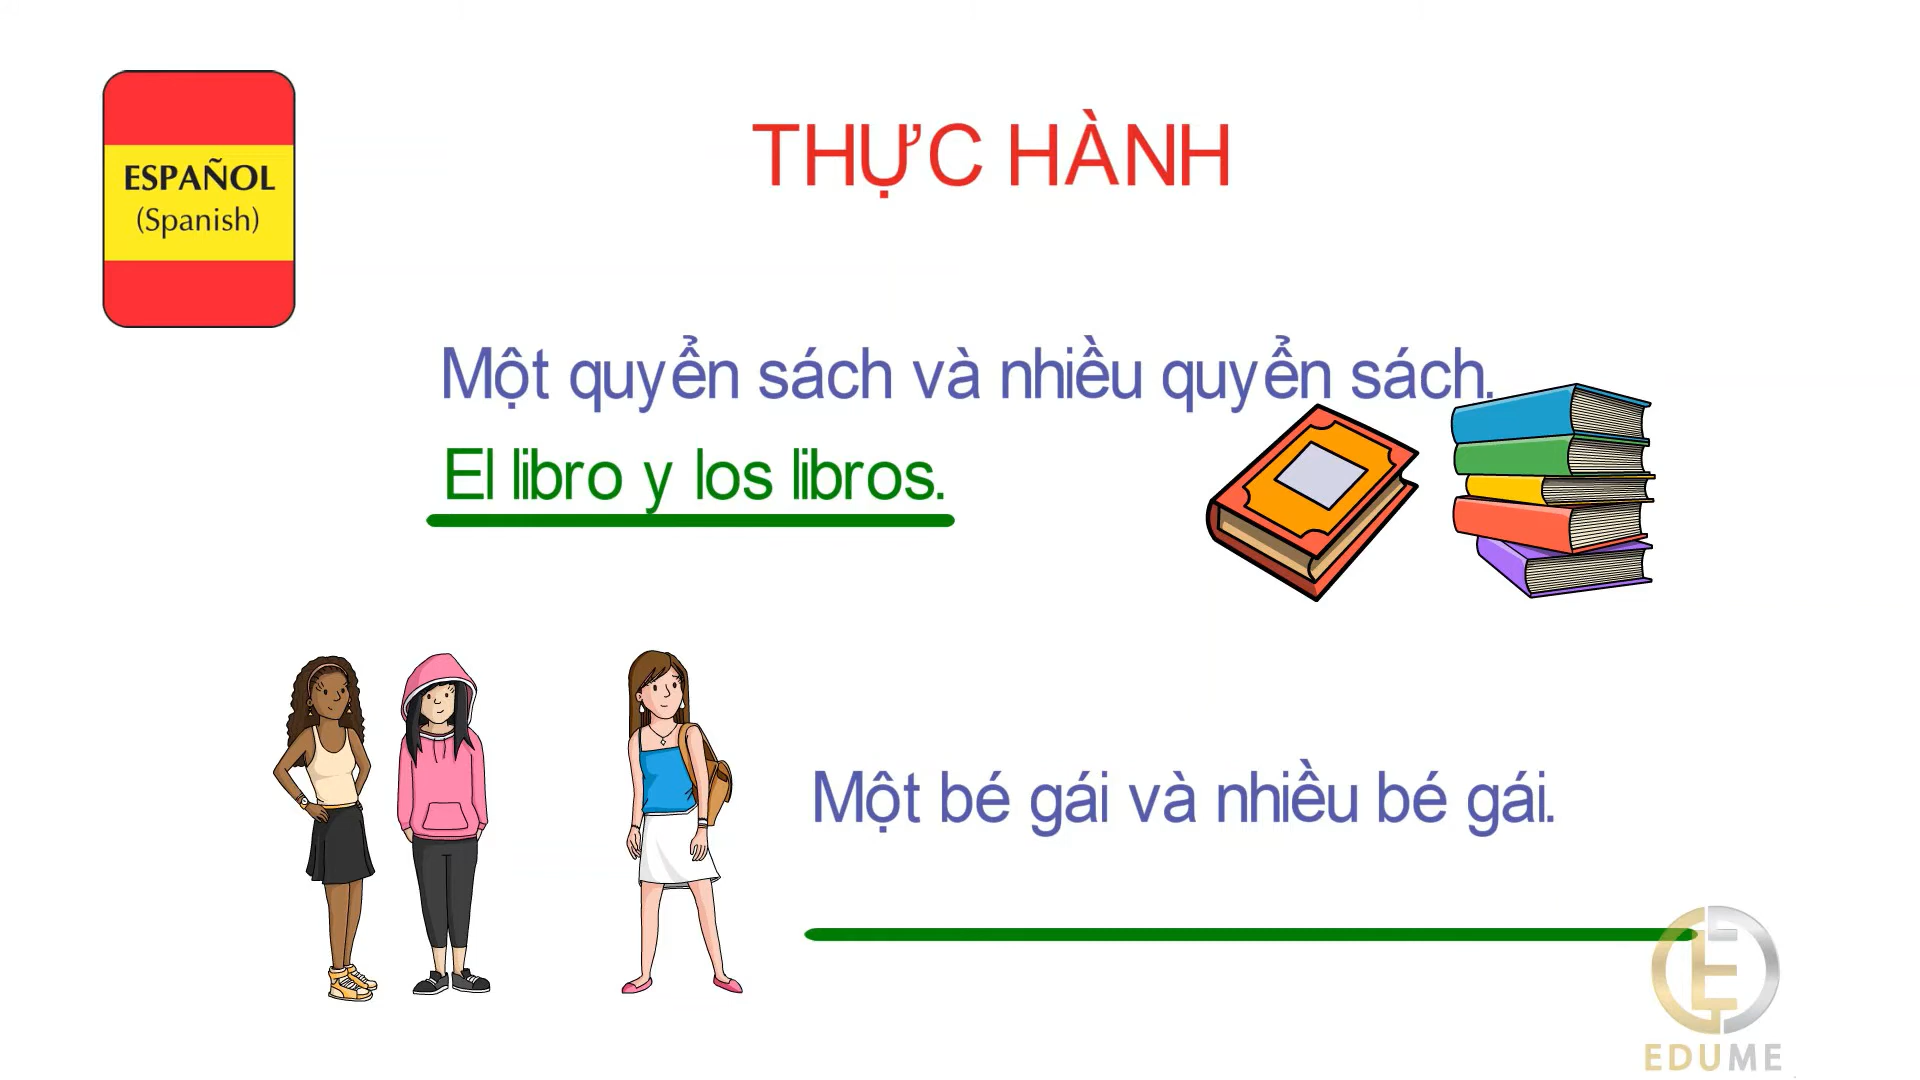 ESPAÑOL
(Spanish)
THỰC HÀNH
Một quyển sách và nhiều quyển sách.
El libro y los libros.
Một bé gái và nhiều bé gái.
EDUME